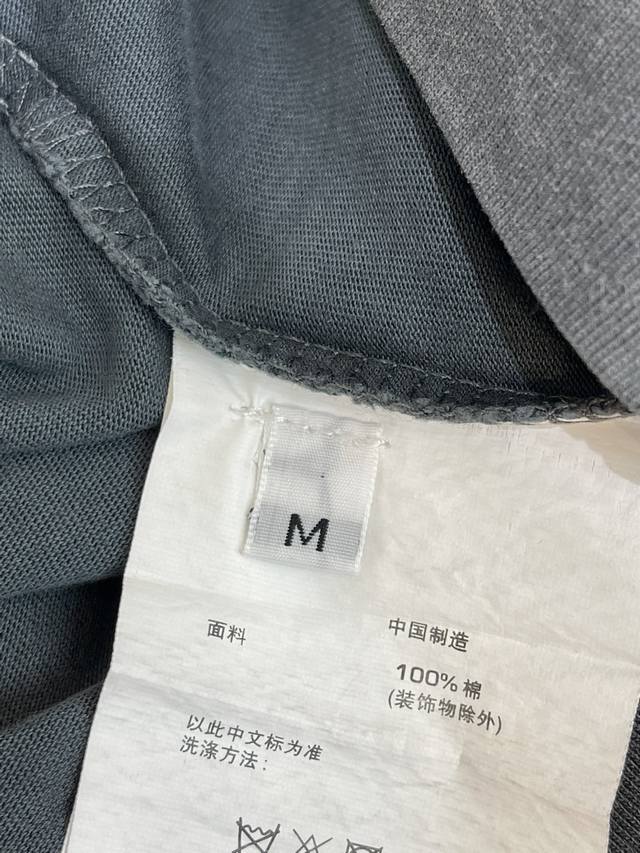 M
面料
中国制造
100%棉
(装饰物除外)
以此中文标为准
洗涤方法：